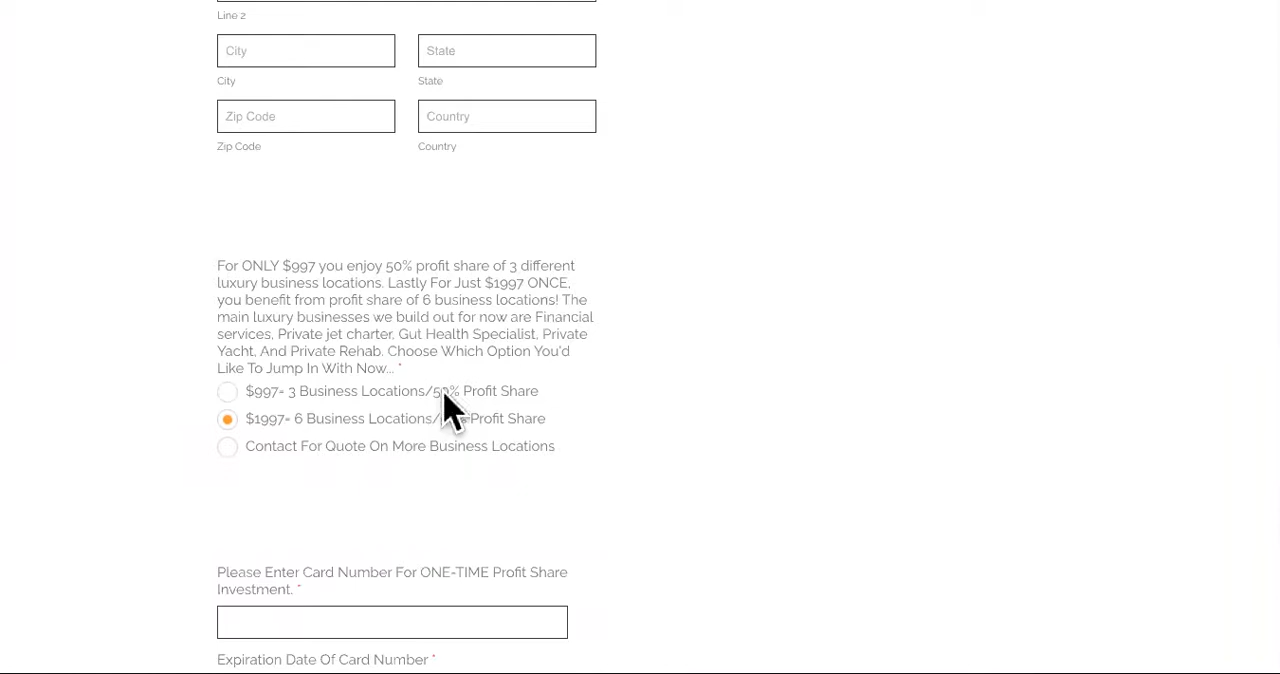 Line 2
City
State
City
State
Zip Code
Country
Zip Code
Country
For ONLY $997 you enjoy 50% profit share of 3 different
luxury business locations. Lastly For Just $1997 ONCE,
you benefit from profit share of 6 business locations! The
main luxury businesses we build out for now are Financial
services, Private jet charter, Gut Health Specialist, Private
Yacht, And Private Rehab. Choose Which Option You'd
Like To Jump In With Now... *
$997= 3 Business Locations/50% Profit Share
$1997= 6 Business Locations/ Profit Share
Contact For Quote On More Business Locations
Please Enter Card Number For ONE-TIME Profit Share
Investment. *
Expiration Date Of Card Number *